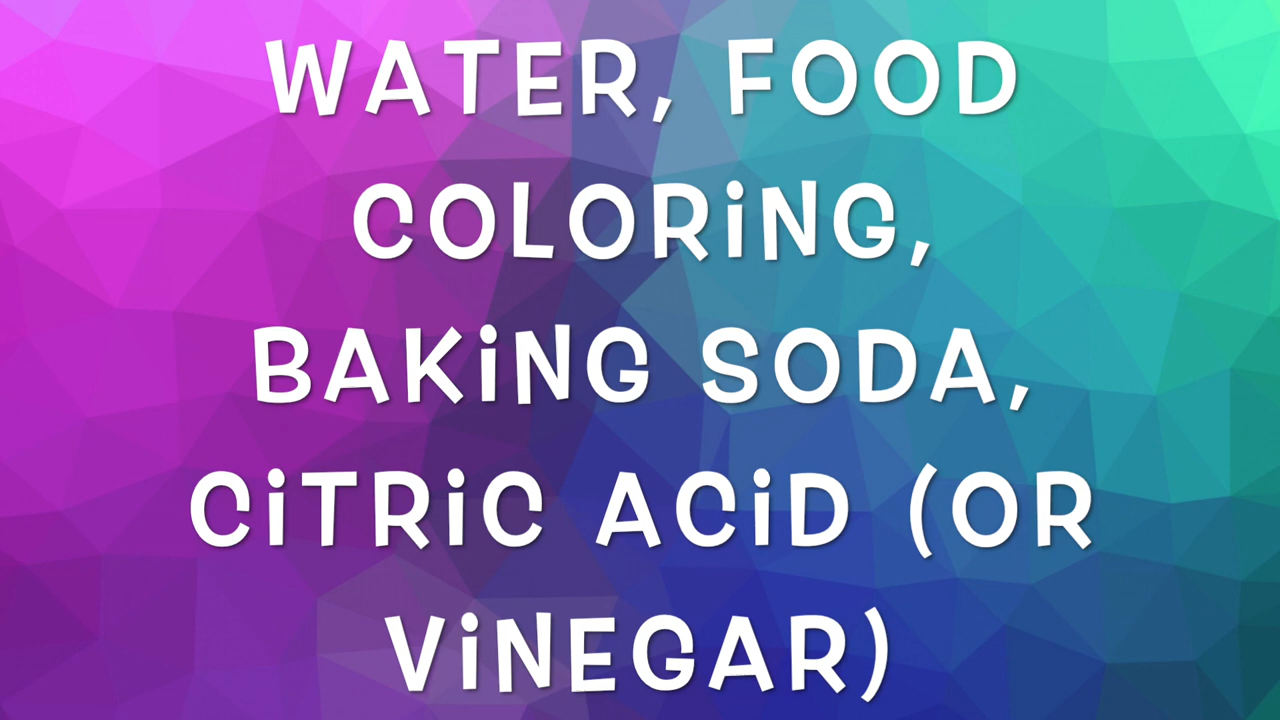 WATER, FOOD
COLORiNG,
BAKiNG SODA,
CiTRiC ACiD (OR
ViNEGAR)